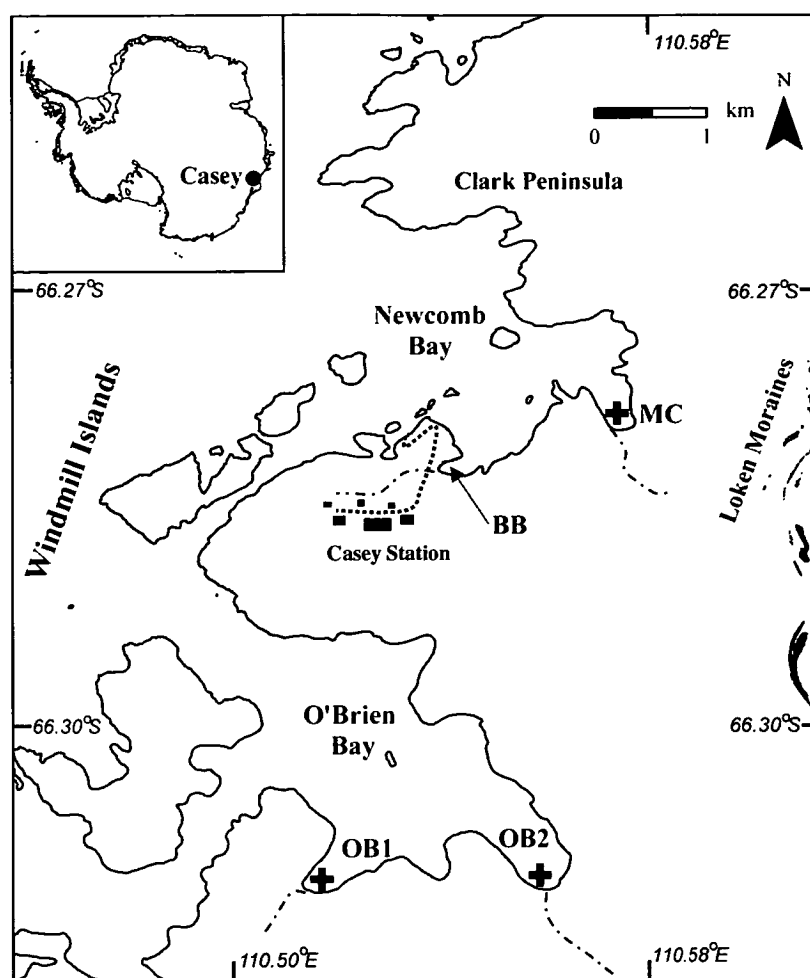 110.58°E
km
0 1
N
Casey
Clark Peninsula
66.27°S
66.27°S
Newcomb
Bay
Windmill Islands
MC
Loken Moraines
BB
Casey Station
O'Brien
Bay
66.30°S
66.30°S
OB1
OB2
110.50°E
110.58°E